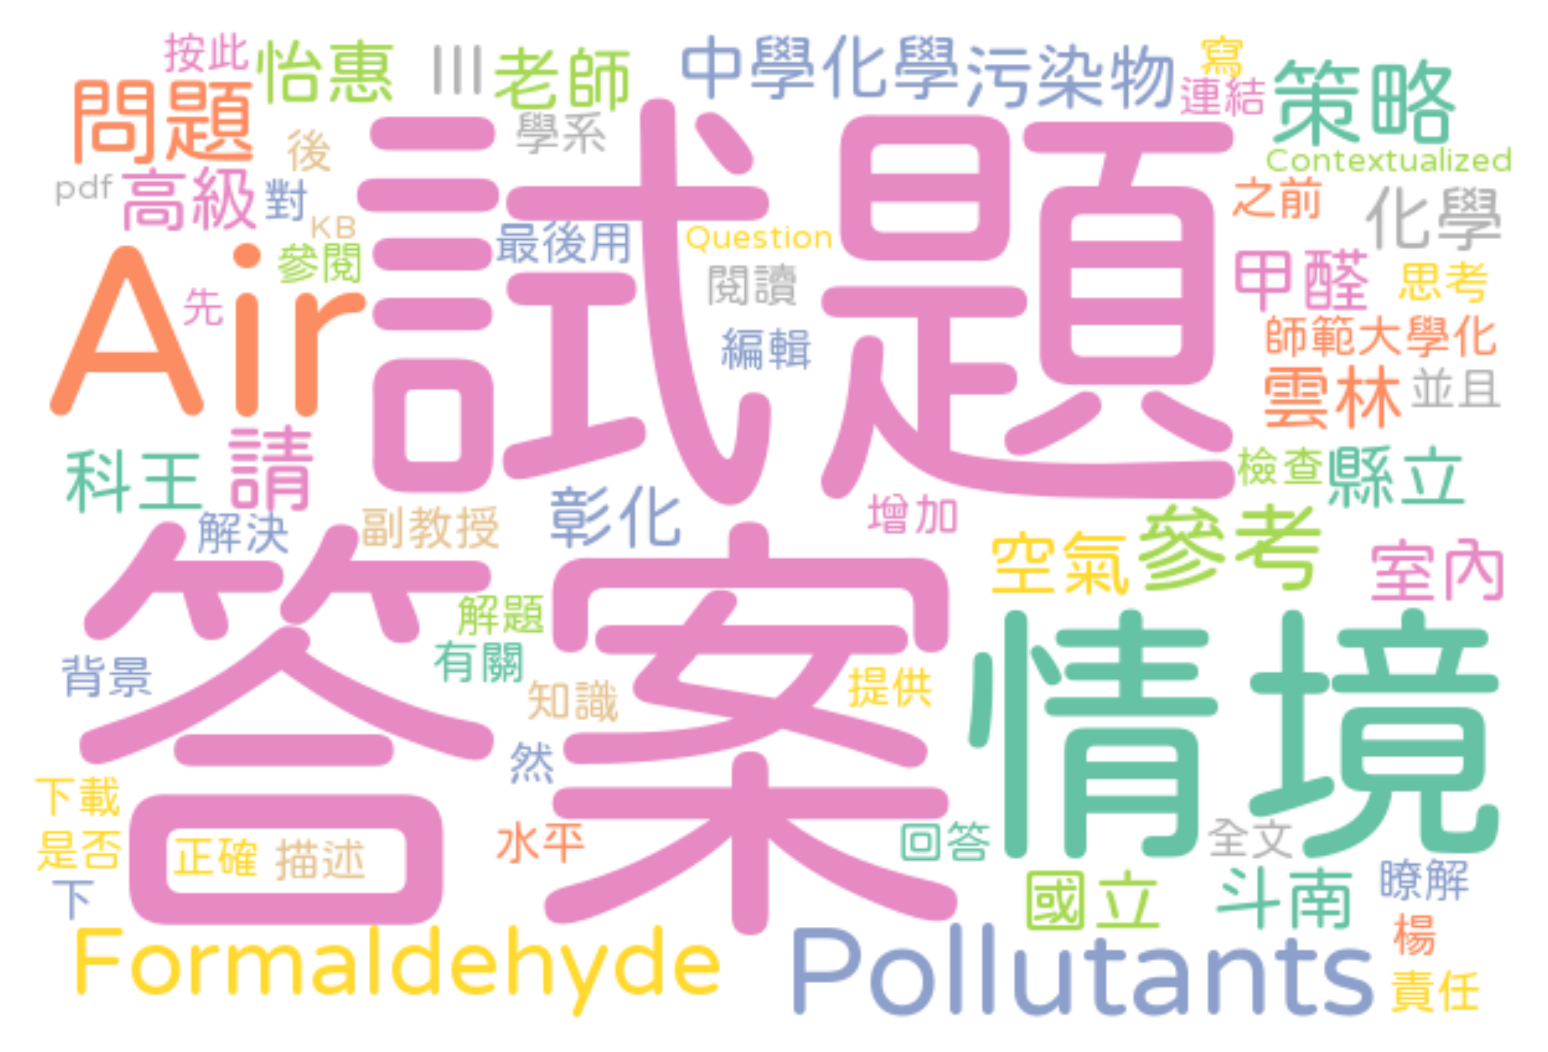 按此 怡惠 川 老師 中學化學 污染物 寫 連結 策略
問題 後 學系 Contextualized
pdf 高級 對 KB 試題 之前 化學
Air 先 參閱 最後用 Question 閱讀 編輯 甲醛 思考
師範大學化
雲林 並且
科王 請 檢查 縣立
解決 副教授 彰化 增加 空氣 參考 室內
答案 解題 有關 知識 提供 情境
背景 然
下載 水平 回答 全文
是否 正確 描述
下 國立 斗南 瞭解
楊
Formaldehyde Pollutants 責任